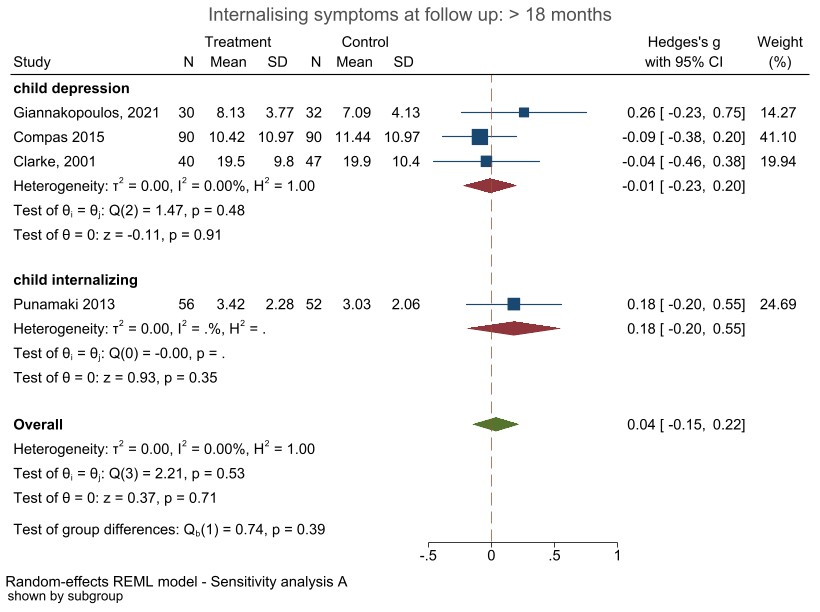 Internalising symptoms at follow up: > 18 months
Treatment Control Hedges's g Weight
Study N Mean SD N Mean SD with 95% CI (%)
child depression
Giannakopoulos, 2021 30 8.13 3.77 32 7.09 4.13 0.26 [ -0.23, 0.75] 14.27
Compas 2015 90 10.42 10.97 90 11.44 10.97 -0.09 [ -0.38, 0.20] 41.10
Clarke, 2001 40 19.5 9.8 47 19.9 10.4 -0.04 [ -0.46, 0.38] 19.94
Heterogeneity: τ² = 0.00, I² = 0.00%, H² = 1.00 -0.01 [ -0.23, 0.20]
Test of θᵢ = θⱼ: Q(2) = 1.47, p = 0.48
Test of θ = 0: z = -0.11, p = 0.91
child internalizing
Punamaki 2013 56 3.42 2.28 52 3.03 2.06 0.18 [ -0.20, 0.55] 24.69
Heterogeneity: τ² = 0.00, I² = .%, H² = . 0.18 [ -0.20, 0.55]
Test of θᵢ = θⱼ: Q(0) = -0.00, p = .
Test of θ = 0: z = 0.93, p = 0.35
Overall 0.04 [ -0.15, 0.22]
Heterogeneity: τ² = 0.00, I² = 0.00%, H² = 1.00
Test of θᵢ = θⱼ: Q(3) = 2.21, p = 0.53
Test of θ = 0: z = 0.37, p = 0.71
Test of group differences: Q_b(1) = 0.74, p = 0.39
-.5 0 .5 1
Random-effects REML model - Sensitivity analysis A
shown by subgroup